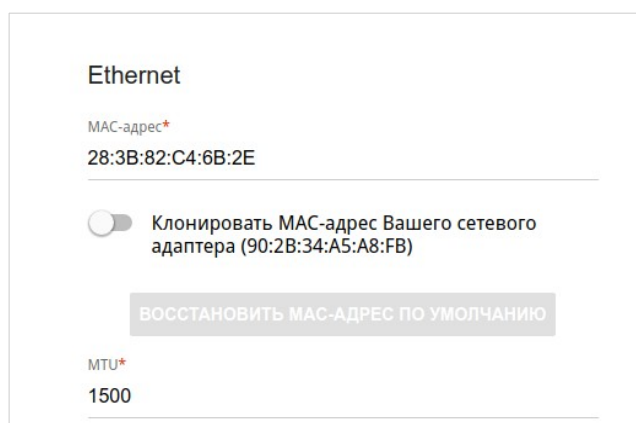 Ethernet
MAC-адрес*
28:3B:82:C4:6B:2E
Клонировать MAC-адрес Вашего сетевого
адаптера (90:2B:34:A5:A8:FB)
ВОССТАНОВИТЬ MAC-АДРЕС ПО УМОЛЧАНИЮ
MTU*
1500